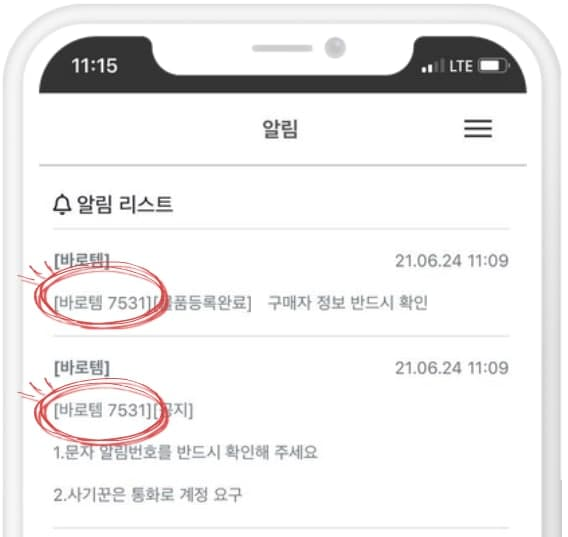 11:15
LTE
알림
알림 리스트
[바로템] 21.06.24 11:09
[바로템 7531][물품등록완료] 구매자 정보 반드시 확인
[바로템] 21.06.24 11:09
[바로템 7531][공지]
1.문자 알림번호를 반드시 확인해 주세요
2.사기꾼은 통화로 계정 요구